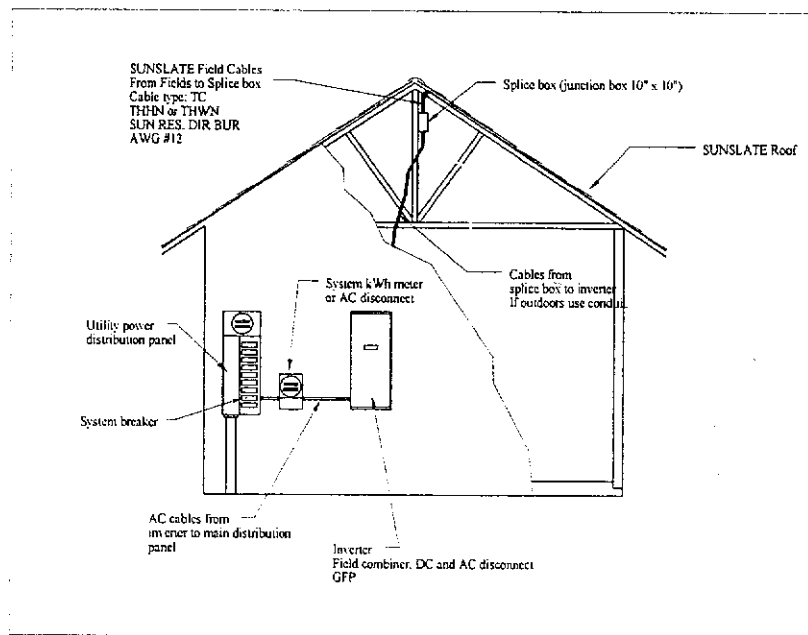 SUNSLATE Field Cables
From Fields to Splice box
Cable type: TC
THHN or THWN
SUN RES. DIR BUR
AWG #12
Splice box (junction box 10" x 10")
SUNSLATE Roof
Cables from
splice box to inverter
If outdoors use conduit.
System kWh meter
or AC disconnect
Utility power
distribution panel
System breaker
AC cables from
inverter to main distribution
panel
Inverter
Field combiner, DC and AC disconnect
GFP